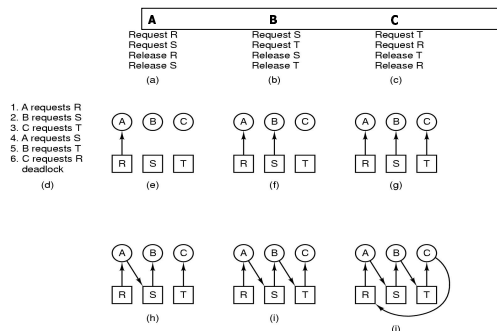 A B C
Request R Request S Request T
Request S Request T Request R
Release R Release S Release T
Release S Release T Release R
(a) (b) (c)
1. A requests R
2. B requests S
3. C requests T
4. A requests S
5. B requests T
6. C requests R
deadlock
(d)
A B C A B C A B C
R S T R S T R S T
(e) (f) (g)
A B C A B C A B C
R S T R S T R S T
(h) (i) (j)